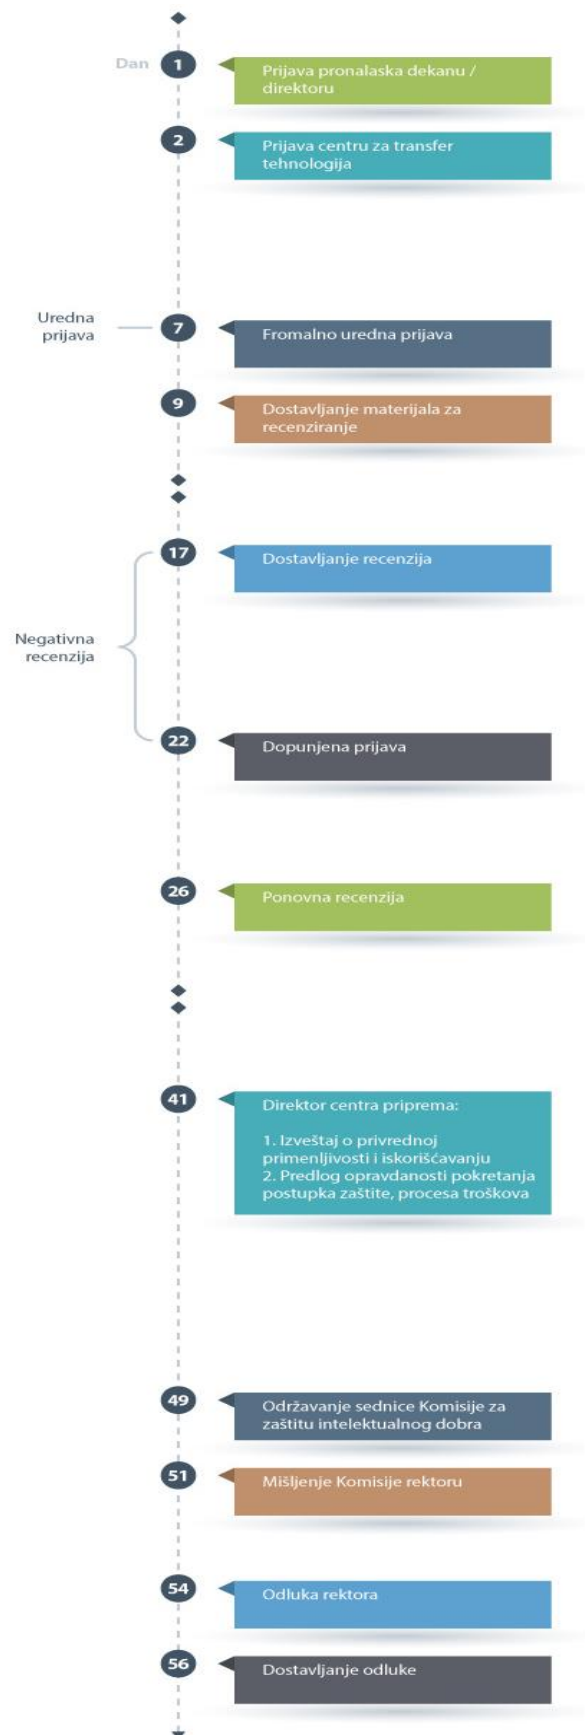 Dan 1
Prijava pronalaska dekanu /
direktoru
2
Prijava centru za transfer
tehnologija
Uredna
prijava
7
Fromalno uredna prijava
9
Dostavljanje materijala za
recenziranje
17
Dostavljanje recenzija
Negativna
recenzija
22
Dopunjena prijava
26
Ponovna recenzija
41
Direktor centra priprema:
1. Izveštaj o privrednoj
primenljivosti i iskorišćavanju
2. Predlog opravdanosti pokretanja
postupka zaštite, procesa troškova
49
Održavanje sednice Komisije za
zaštitu intelektualnog dobra
51
Mišljenje Komisije rektoru
54
Odluka rektora
56
Dostavljanje odluke